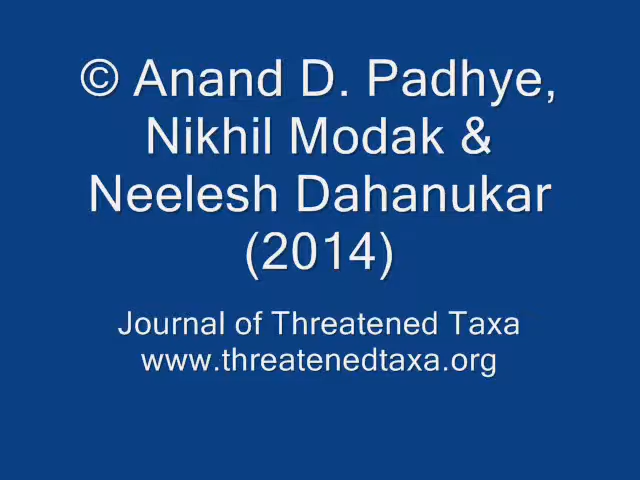 © Anand D. Padhye,
Nikhil Modak &
Neelesh Dahanukar
(2014)
Journal of Threatened Taxa
www.threatenedtaxa.org